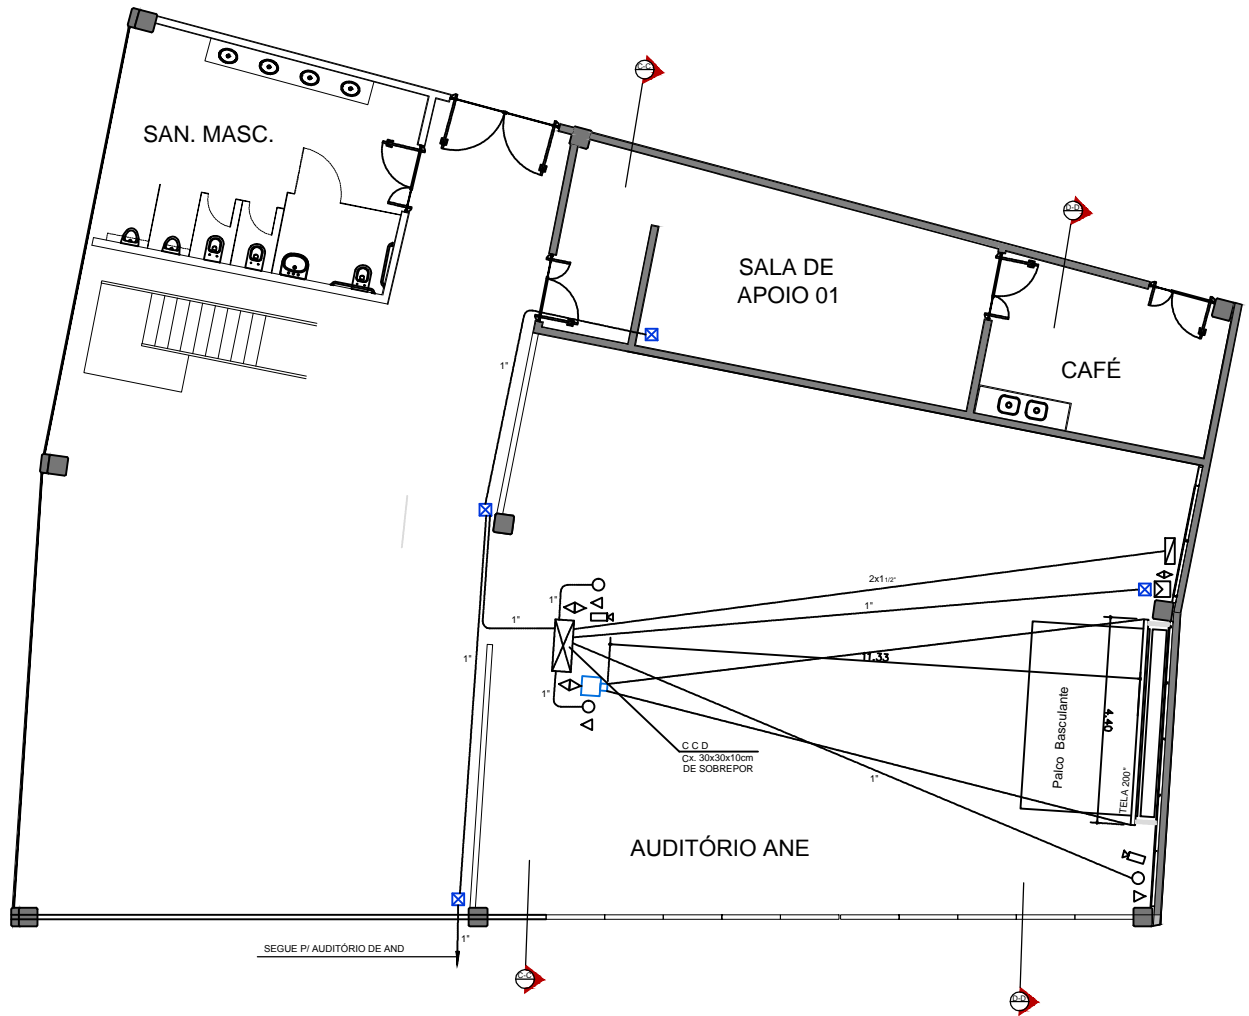 C-C
SAN. MASC.
D-D
SALA DE
APOIO 01
CAFÉ
1"
2x1 1/2"
1"
1"
1"
1"
11.33
1"
4.40
Palco Basculante
C C D
Cx. 30x30x10cm
DE SOBREPOR
TELA 200"
1"
AUDITÓRIO ANE
1"
SEGUE P/ AUDITÓRIO DE AND
C-C
D-D